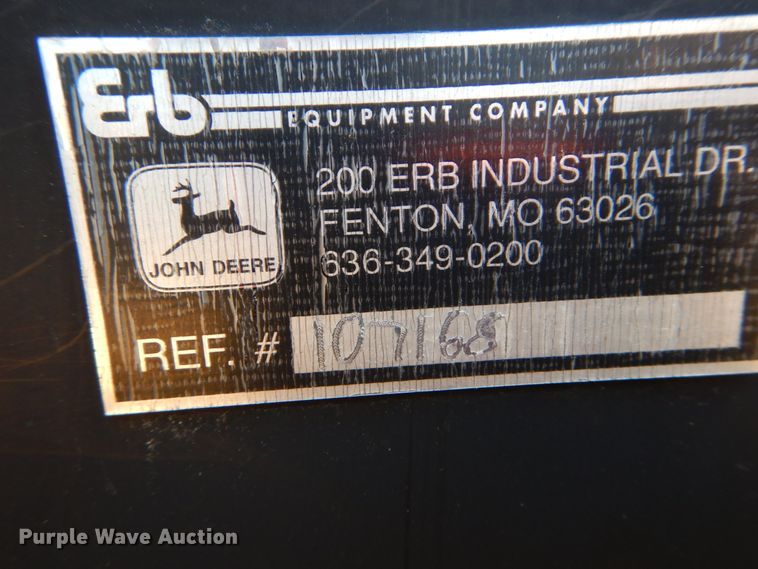 Erb
EQUIPMENT COMPANY
200 ERB INDUSTRIAL DR.
FENTON, MO 63026
636-349-0200
JOHN DEERE
REF. # 107168
Purple Wave Auction